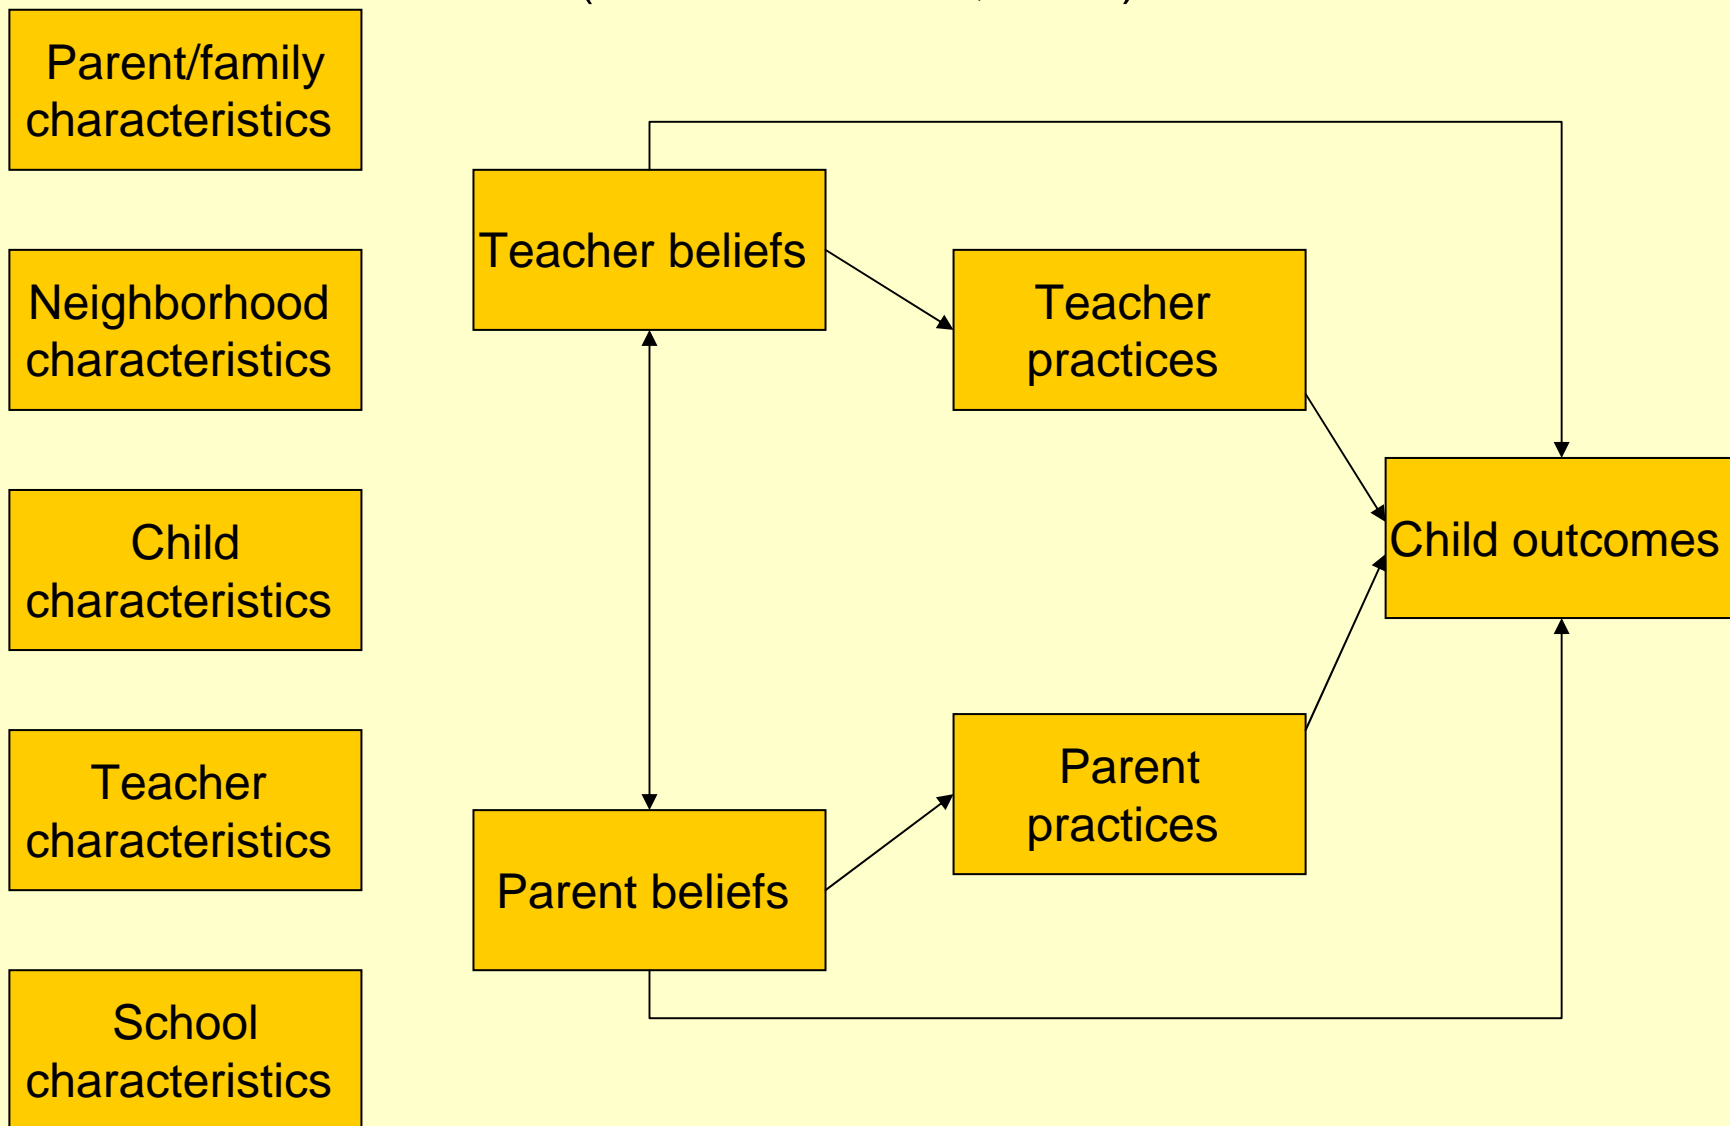 Parent/family
characteristics
Neighborhood
characteristics
Child
characteristics
Teacher
characteristics
School
characteristics
Teacher beliefs
Parent beliefs
Teacher
practices
Parent
practices
Child outcomes